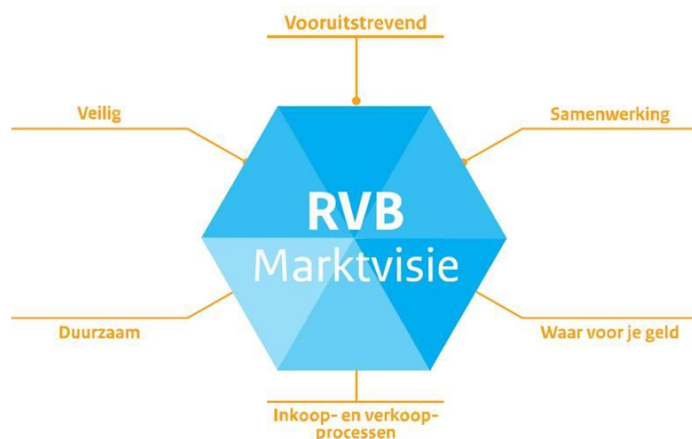 Vooruitstrevend
Veilig
Samenwerking
RVB
Marktvisie
Duurzaam
Waar voor je geld
Inkoop- en verkoop-
processen